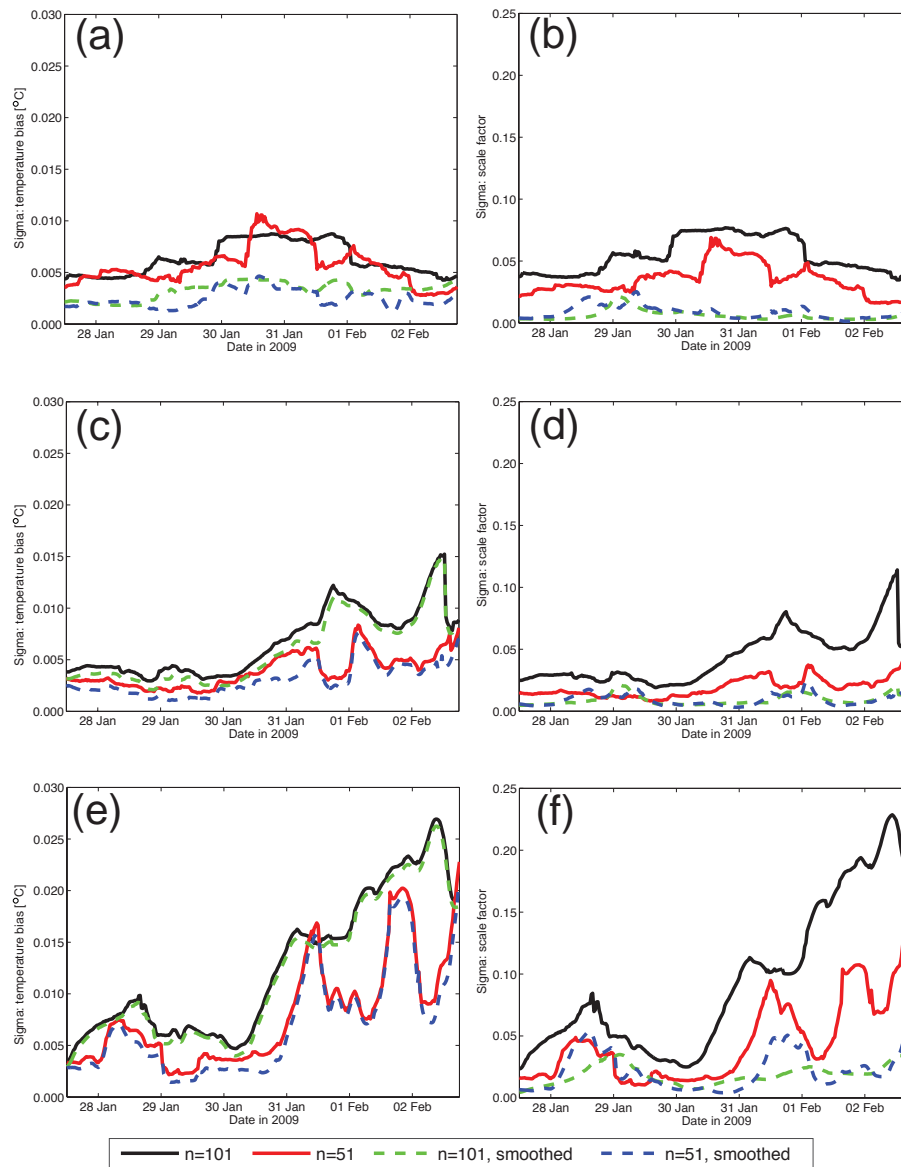 (a)
0.030
0.025
0.020
0.015
0.010
0.005
0.000
Sigma: temperature bias [°C]
28 Jan 29 Jan 30 Jan 31 Jan 01 Feb 02 Feb
Date in 2009
(b)
0.25
0.20
0.15
0.10
0.05
0.00
Sigma: scale factor
28 Jan 29 Jan 30 Jan 31 Jan 01 Feb 02 Feb
Date in 2009
(c)
0.030
0.025
0.020
0.015
0.010
0.005
0.000
Sigma: temperature bias [°C]
28 Jan 29 Jan 30 Jan 31 Jan 01 Feb 02 Feb
Date in 2009
(d)
0.25
0.20
0.15
0.10
0.05
0.00
Sigma: scale factor
28 Jan 29 Jan 30 Jan 31 Jan 01 Feb 02 Feb
Date in 2009
(e)
0.030
0.025
0.020
0.015
0.010
0.005
0.000
Sigma: temperature bias [°C]
28 Jan 29 Jan 30 Jan 31 Jan 01 Feb 02 Feb
Date in 2009
(f)
0.25
0.20
0.15
0.10
0.05
0.00
Sigma: scale factor
28 Jan 29 Jan 30 Jan 31 Jan 01 Feb 02 Feb
Date in 2009
n=101 n=51 n=101, smoothed n=51, smoothed